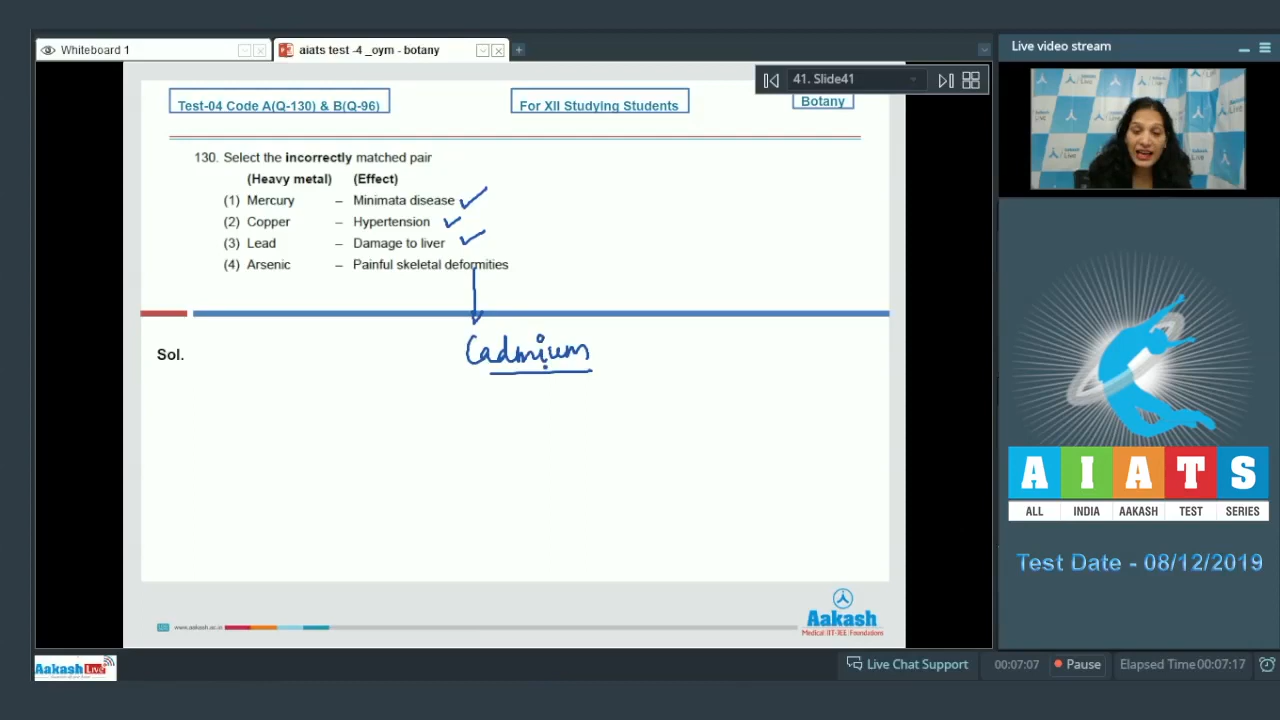 Whiteboard 1
aiats test -4 _oym - botany
Live video stream
41. Slide41
Test-04 Code A(Q-130) & B(Q-96)
For XII Studying Students
Botany
130. Select the incorrectly matched pair
(Heavy metal) (Effect)
(1) Mercury – Minimata disease
(2) Copper – Hypertension
(3) Lead – Damage to liver
(4) Arsenic – Painful skeletal deformities
Sol.
Cadmium
A I A T S
ALL INDIA AAKASH TEST SERIES
Test Date - 08/12/2019
www.aakash.ac.in
Aakash
Medical|IIT-JEE|Foundations
Aakash Live
Live Chat Support
00:07:07
Pause
Elapsed Time 00:07:17